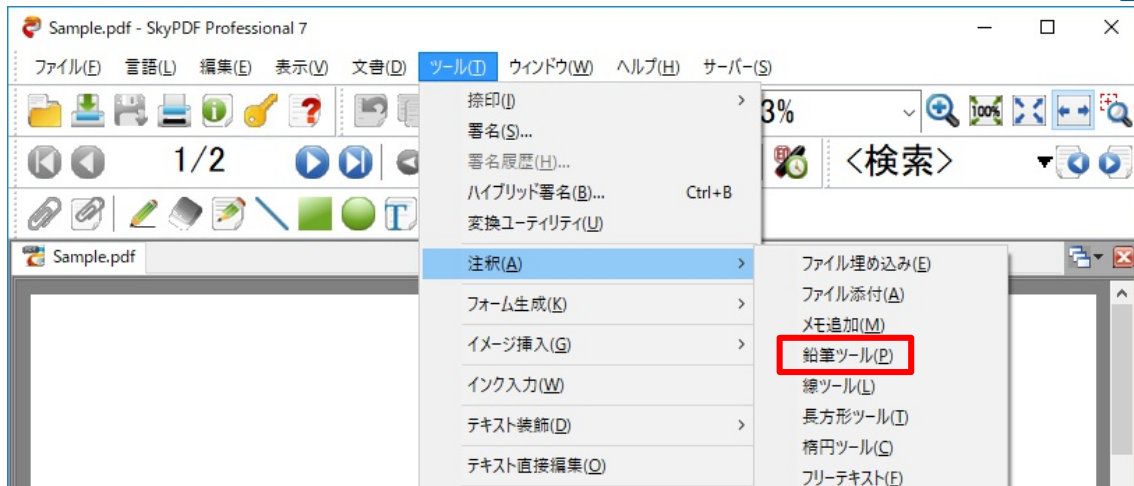 Sample.pdf - SkyPDF Professional 7
ファイル(F) 言語(L) 編集(E) 表示(V) 文書(D) ツール(T) ウィンドウ(W) ヘルプ(H) サーバー(S)
捺印(J)
3%
100%
署名(S)...
1/2
署名履歴(H)...
<検索>
ハイブリッド署名(B)... Ctrl+B
変換ユーティリティ(U)
Sample.pdf
注釈(A)
フォーム生成(K)
イメージ挿入(G)
インク入力(W)
テキスト装飾(D)
テキスト直接編集(O)
ファイル埋め込み(E)
ファイル添付(A)
メモ追加(M)
鉛筆ツール(P)
線ツール(L)
長方形ツール(T)
楕円ツール(C)
フリーテキスト(F)